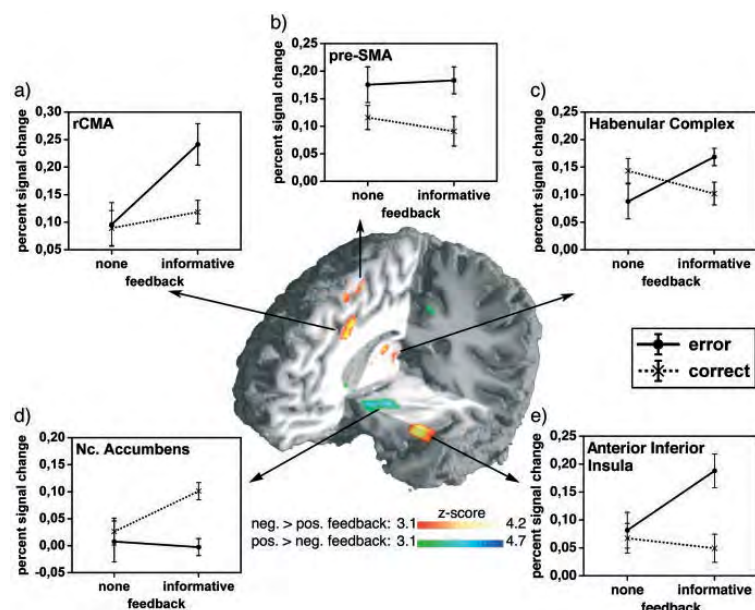 b)
pre-SMA
percent signal change
0,20
0,15
0,10
0,05
0,00
none informative
feedback
a)
rCMA
percent signal change
0,30
0,25
0,20
0,15
0,10
0,05
none informative
feedback
c)
Habenular Complex
percent signal change
0,25
0,20
0,15
0,10
0,05
0,00
none informative
feedback
error
correct
d)
Nc. Accumbens
percent signal change
0,20
0,15
0,10
0,05
0,00
-0,05
none informative
feedback
z-score
neg. > pos. feedback: 3.1 4.2
pos. > neg. feedback: 3.1 4.7
e)
Anterior Inferior
Insula
percent signal change
0,25
0,20
0,15
0,10
0,05
0,00
none informative
feedback